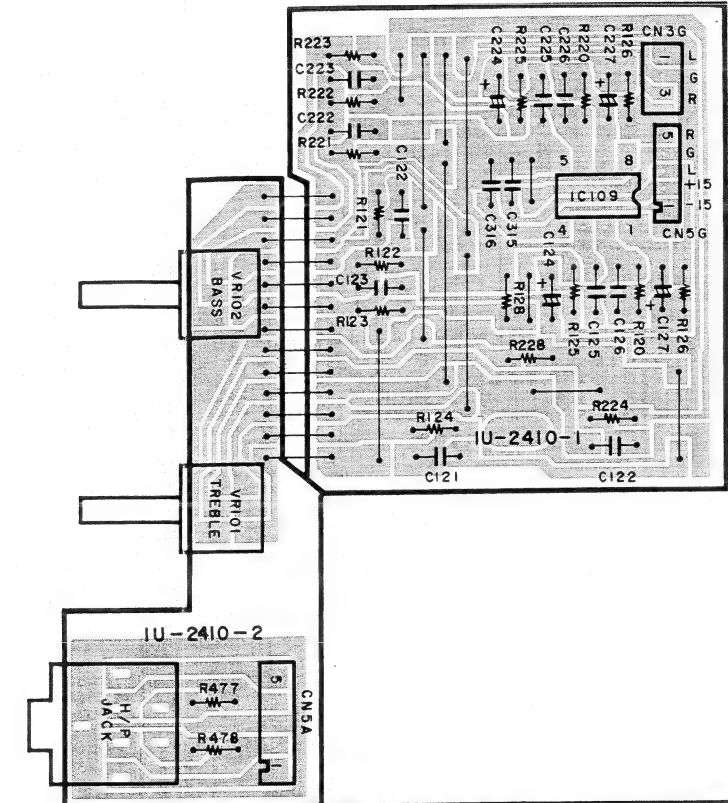 R223
C223
R222
C222
R221
C224
R225
C225
C226
R220
C227
R126
CN3G
1
3
L
G
R
5
1
R
G
L
+15
-15
CN5G
+
+
C122
R121
C316
C315
5
8
IC109
4
1
R122
C123
R123
VR102
BASS
R128
C124
+
R125
C125
C126
R120
C127
+
R126
R228
R124
1U-2410-1
R224
C121
C122
VR101
TREBLE
1U-2410-2
R477
R478
5
1
CN5A
H/P
JACK